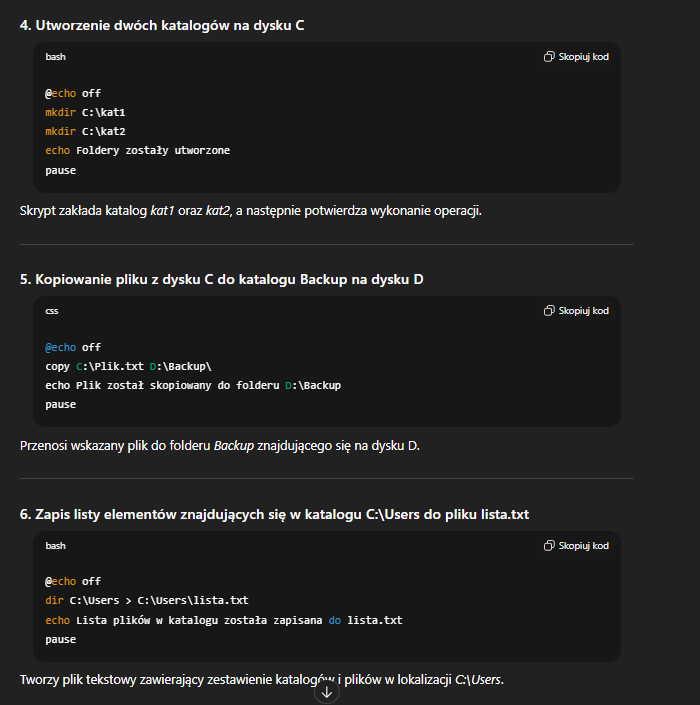 4. Utworzenie dwóch katalogów na dysku C
bash
Skopiuj kod
@echo off
mkdir C:\kat1
mkdir C:\kat2
echo Foldery zostały utworzone
pause
Skrypt zakłada katalog kat1 oraz kat2, a następnie potwierdza wykonanie operacji.
5. Kopiowanie pliku z dysku C do katalogu Backup na dysku D
css
Skopiuj kod
@echo off
copy C:\Plik.txt D:\Backup\
echo Plik został skopiowany do folderu D:\Backup
pause
Przenosi wskazany plik do folderu Backup znajdującego się na dysku D.
6. Zapis listy elementów znajdujących się w katalogu C:\Users do pliku lista.txt
bash
Skopiuj kod
@echo off
dir C:\Users > C:\Users\lista.txt
echo Lista plików w katalogu została zapisana do lista.txt
pause
Tworzy plik tekstowy zawierający zestawienie katalogów i plików w lokalizacji C:\Users.